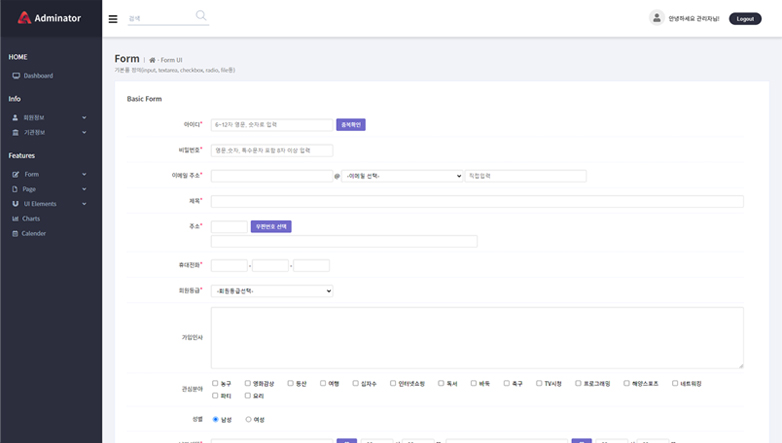 Adminator
검색
안녕하세요 관리자님!
Logout
HOME
Dashboard
Info
회원정보
기관정보
Features
Form
Page
UI Elements
Charts
Calender
Form | - Form UI
기본폼 양식(input, textarea, checkbox, radio, file등)
Basic Form
아이디* 6~12자 영문, 숫자로 입력 중복확인
비밀번호* 영문 숫자, 특수문자 포함 8자 이상 입력
이메일 주소* @ -이메일 선택- 직접입력
제목*
주소* 우편번호 선택
휴대전화* - -
회원등급* -회원등급선택-
가입인사
관심분야 농구 영화감상 등산 여행 십자수 인터넷쇼핑 독서 바둑 축구 TV시청 프로그래밍 해양스포츠 네트워킹
파티 요리
성별 남성 여성